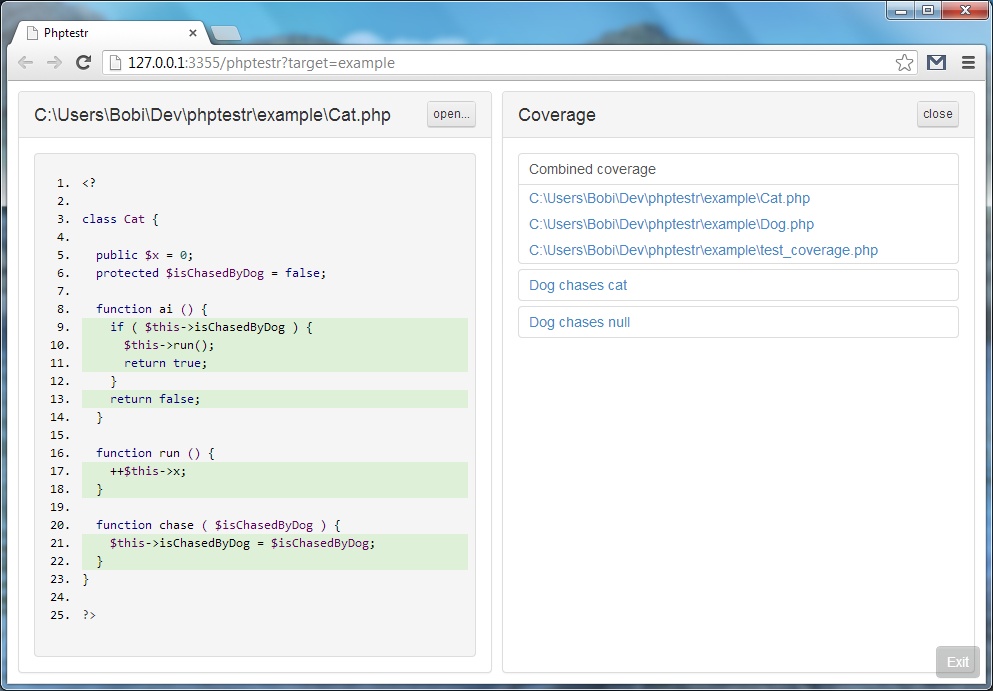 Phptestr
127.0.0.1:3355/phptestr?target=example
C:\Users\Bobi\Dev\phptestr\example\Cat.php
open...
1. <?
2.
3. class Cat {
4.
5. public $x = 0;
6. protected $isChasedByDog = false;
7.
8. function ai () {
9. if ( $this->isChasedByDog ) {
10. $this->run();
11. return true;
12. }
13. return false;
14. }
15.
16. function run () {
17. ++$this->x;
18. }
19.
20. function chase ( $isChasedByDog ) {
21. $this->isChasedByDog = $isChasedByDog;
22. }
23. }
24.
25. ?>
Coverage
close
Combined coverage
C:\Users\Bobi\Dev\phptestr\example\Cat.php
C:\Users\Bobi\Dev\phptestr\example\Dog.php
C:\Users\Bobi\Dev\phptestr\example\test_coverage.php
Dog chases cat
Dog chases null
Exit